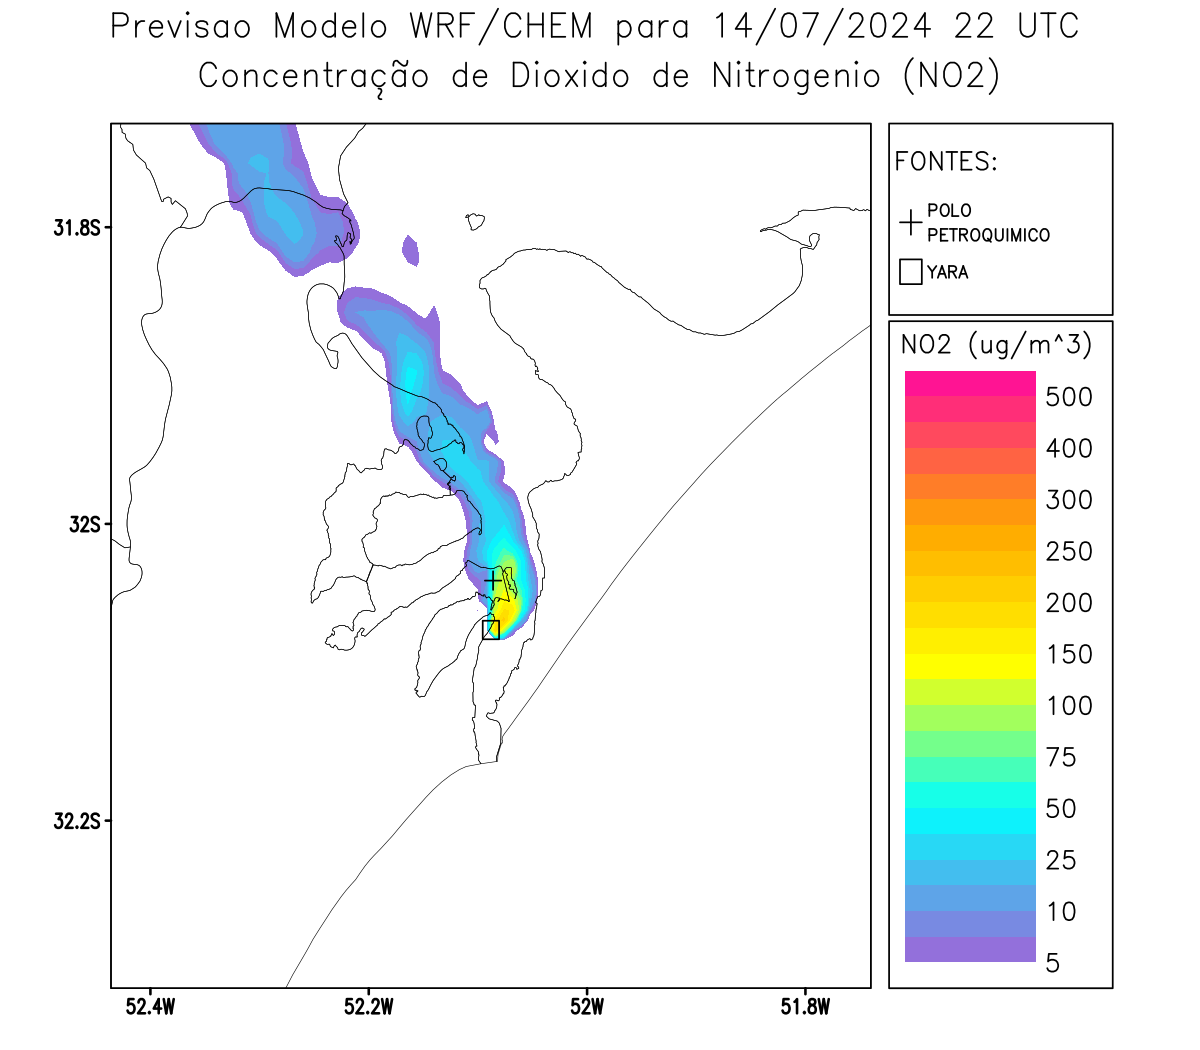 Previsao Modelo WRF/CHEM para 14/07/2024 22 UTC
Concentração de Dioxido de Nitrogenio (NO2)
FONTES:
POLO
PETROQUIMICO
YARA
NO2 (ug/m^3)
500
400
300
250
200
150
100
75
50
25
10
5
31.8S
32S
32.2S
52.4W
52.2W
52W
51.8W